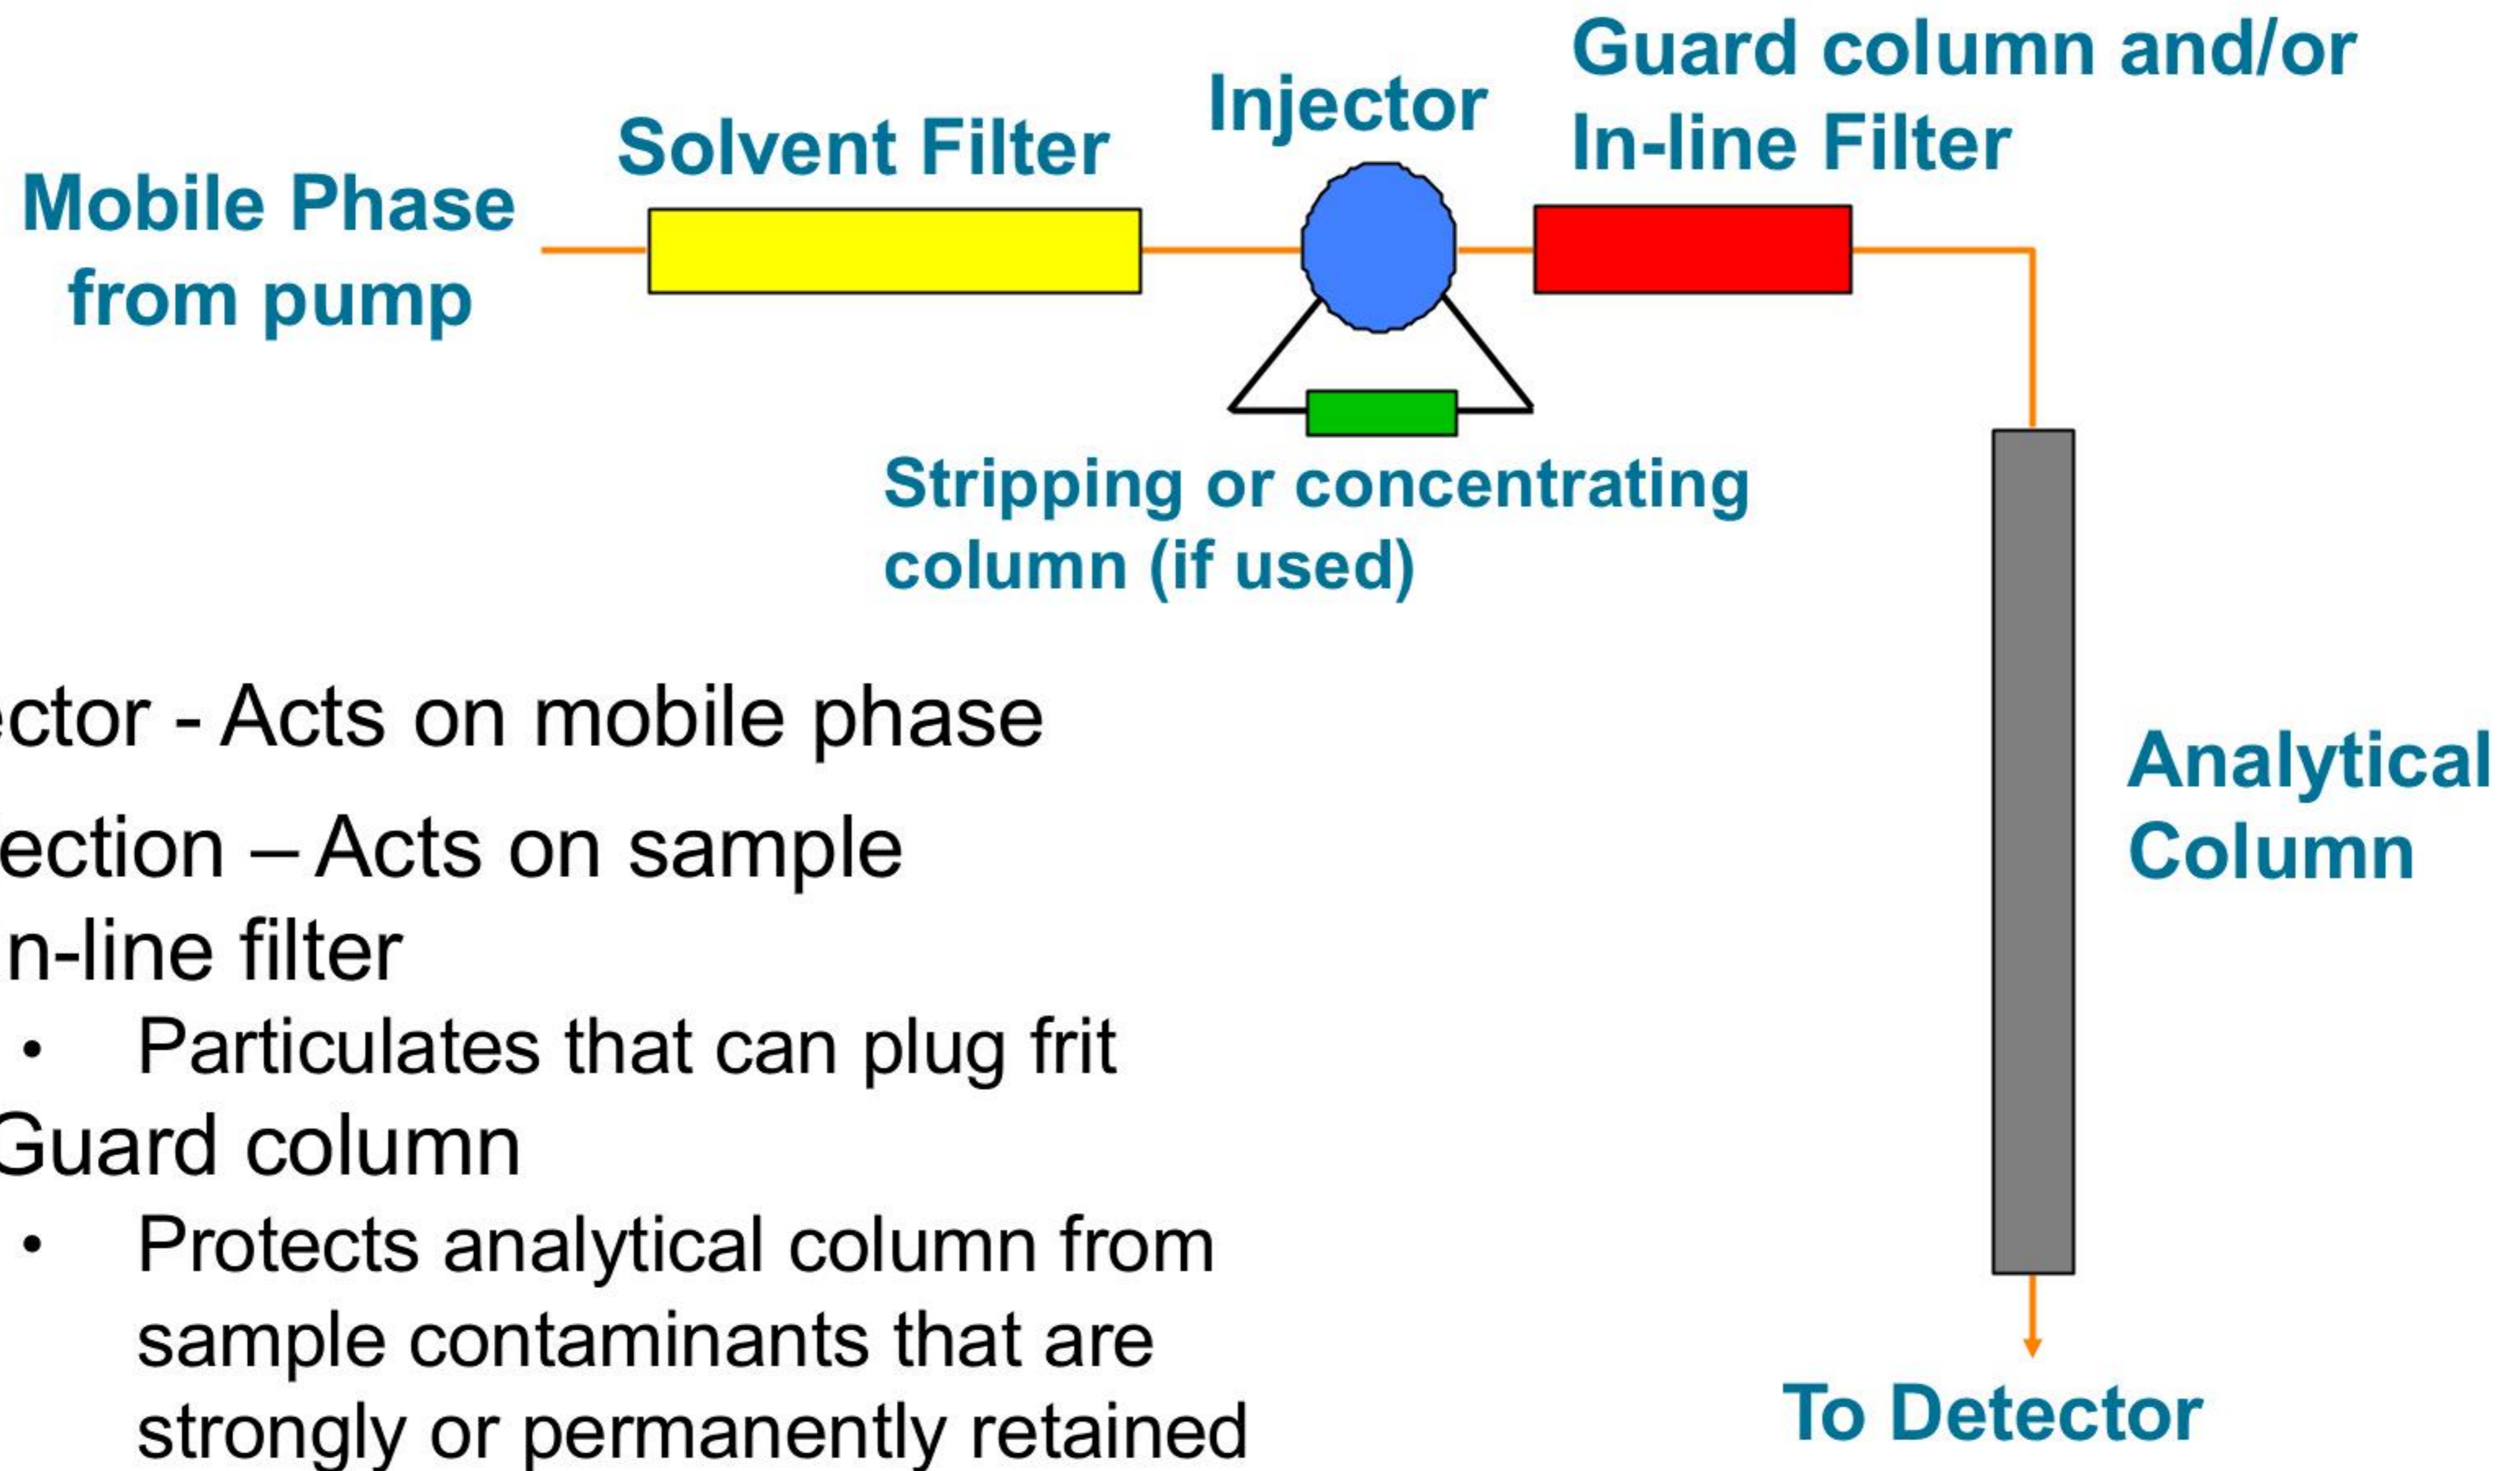 Guard column and/or
In-line Filter
Injector
Solvent Filter
Mobile Phase
from pump
Stripping or concentrating
column (if used)
Analytical
Column
To Detector
ector - Acts on mobile phase
ection – Acts on sample
n-line filter
• Particulates that can plug frit
Guard column
• Protects analytical column from
sample contaminants that are
strongly or permanently retained